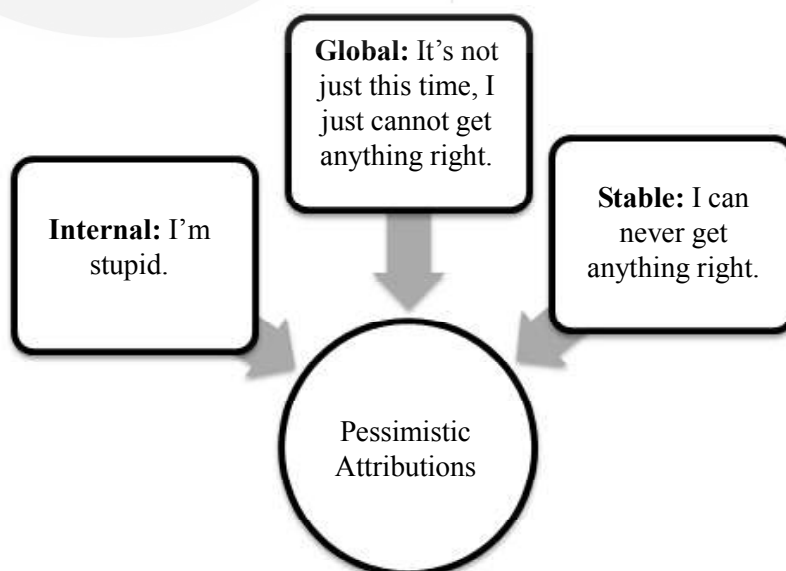 Global: It’s not
just this time, I
just cannot get
anything right.
Internal: I’m
stupid.
Stable: I can
never get
anything right.
Pessimistic
Attributions